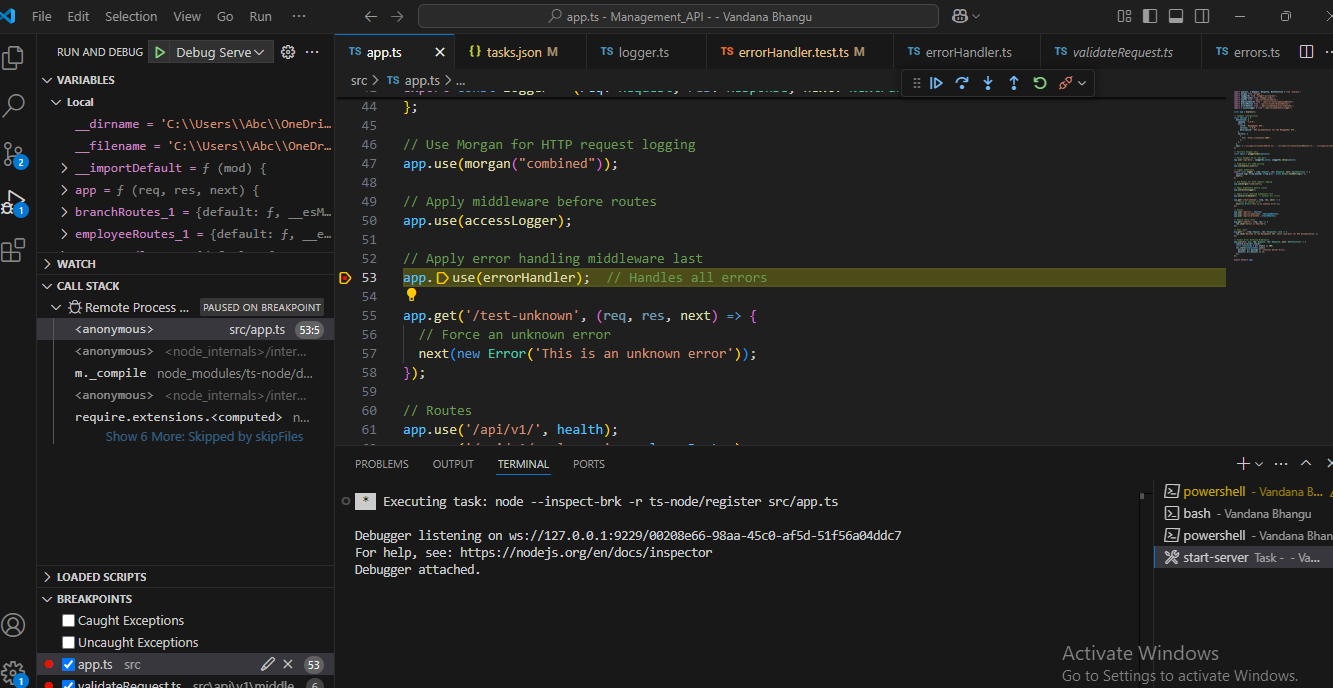 File Edit Selection View Go Run ··· app.ts - Management_API - - Vandana Bhangu
RUN AND DEBUG Debug Serve ···
app.ts tasks.json M logger.ts errorHandler.test.ts M errorHandler.ts validateRequest.ts errors.ts
src > TS app.ts > ...
VARIABLES
Local
__dirname = 'C:\\Users\\Abc\\OneDri...
__filename = 'C:\\Users\\Abc\\OneDr...
__importDefault = ƒ (mod) {
app = ƒ (req, res, next) {
branchRoutes_1 = {default: ƒ, __esM...
employeeRoutes_1 = {default: ƒ, __e...
WATCH
CALL STACK
Remote Process ... PAUSED ON BREAKPOINT
<anonymous> src/app.ts 53:5
<anonymous> <node_internals>/inter...
m._compile node_modules/ts-node/d...
<anonymous> <node_internals>/inter...
require.extensions.<computed> n...
Show 6 More: Skipped by skipFiles
LOADED SCRIPTS
BREAKPOINTS
Caught Exceptions
Uncaught Exceptions
app.ts src 53
validateRequest.ts src\api\v1\middle... 6
44 };
45
46 // Use Morgan for HTTP request logging
47 app.use(morgan("combined"));
48
49 // Apply middleware before routes
50 app.use(accessLogger);
51
52 // Apply error handling middleware last
53 app.use(errorHandler); // Handles all errors
54
55 app.get('/test-unknown', (req, res, next) => {
56 // Force an unknown error
57 next(new Error('This is an unknown error'));
58 });
59
60 // Routes
61 app.use('/api/v1/', health);
PROBLEMS OUTPUT TERMINAL PORTS
* Executing task: node --inspect-brk -r ts-node/register src/app.ts
Debugger listening on ws://127.0.0.1:9229/00208e66-98aa-45c0-af5d-51f56a04ddc7
For help, see: https://nodejs.org/en/docs/inspector
Debugger attached.
powershell - Vandana B...
bash - Vandana Bhangu
powershell - Vandana Bhan
start-server Task - - Va...
Activate Windows
Go to Settings to activate Windows.